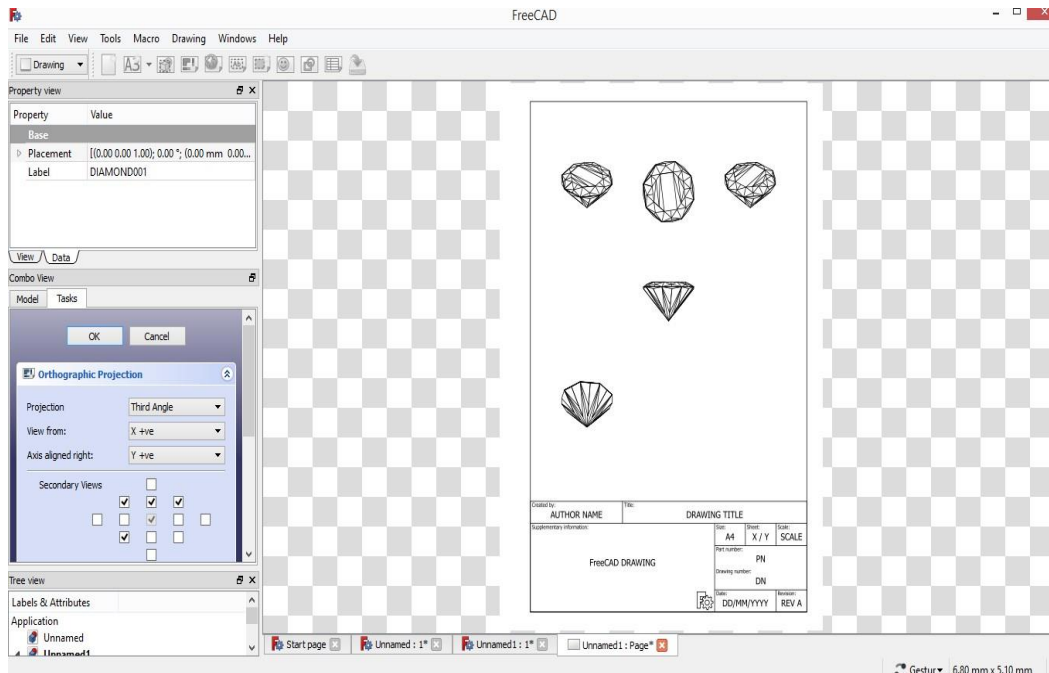 FreeCAD
File Edit View Tools Macro Drawing Windows Help
Drawing
Property view
Property Value
Base
Placement [(0.00 0.00 1.00); 0.00 °; (0.00 mm 0.00...
Label DIAMOND001
View Data
Combo View
Model Tasks
OK Cancel
Orthographic Projection
Projection Third Angle
View from: X +ve
Axis aligned right: Y +ve
Secondary Views
Tree view
Labels & Attributes
Application
Unnamed
Unnamed1
Created by: Title:
AUTHOR NAME DRAWING TITLE
Supplementary information: Size: Sheet: Scale:
A4 X / Y SCALE
Part number:
FreeCAD DRAWING PN
Drawing number:
DN
Date: Revision:
DD/MM/YYYY REV A
Start page Unnamed : 1* Unnamed1 : 1* Unnamed1 : Page*
Gestur 6.80 mm x 5.10 mm